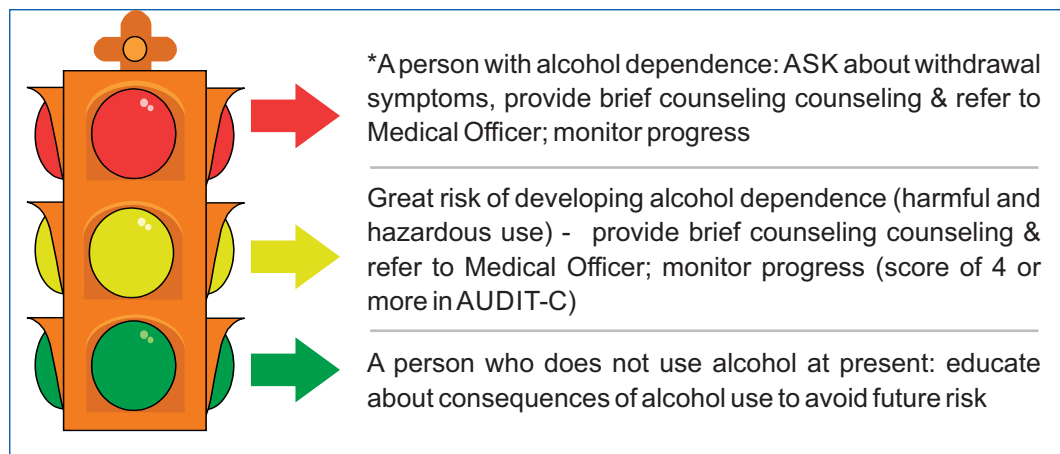 *A person with alcohol dependence: ASK about withdrawal
symptoms, provide brief counseling counseling & refer to
Medical Officer; monitor progress
Great risk of developing alcohol dependence (harmful and
hazardous use) - provide brief counseling counseling &
refer to Medical Officer; monitor progress (score of 4 or
more in AUDIT-C)
A person who does not use alcohol at present: educate
about consequences of alcohol use to avoid future risk